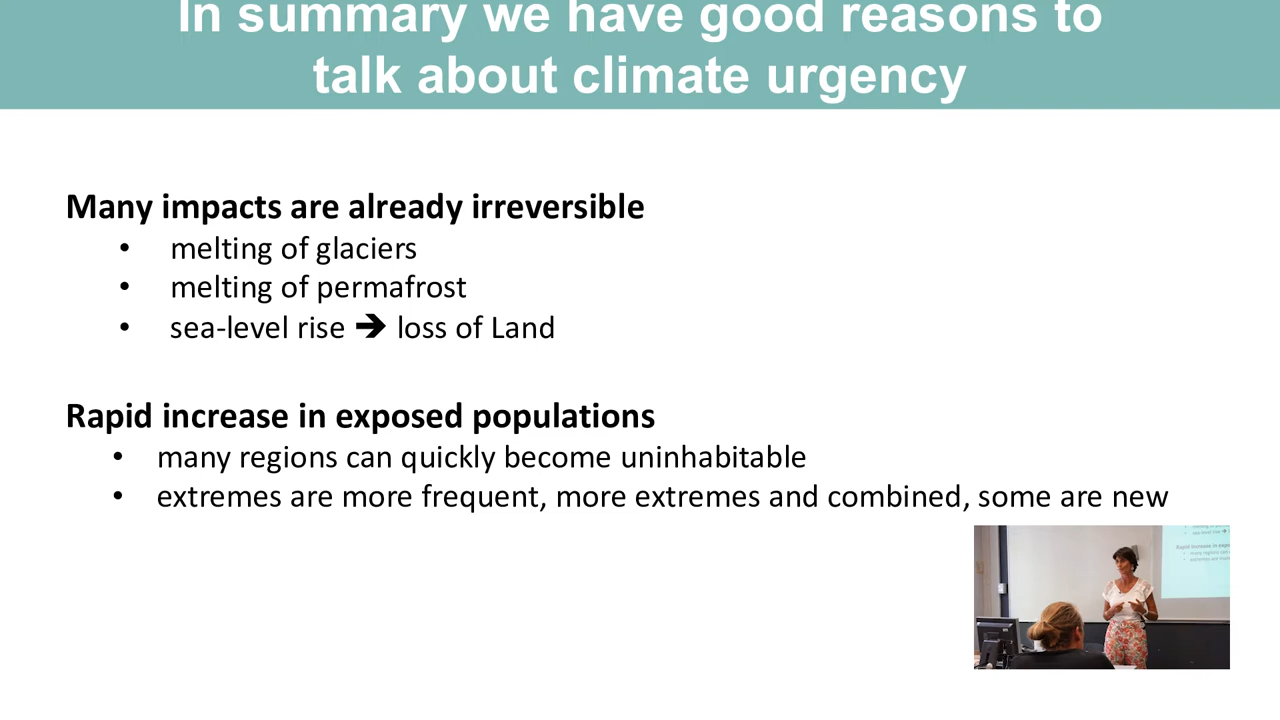 In summary we have good reasons to
talk about climate urgency
Many impacts are already irreversible
• melting of glaciers
• melting of permafrost
• sea-level rise ➔ loss of Land
Rapid increase in exposed populations
• many regions can quickly become uninhabitable
• extremes are more frequent, more extremes and combined, some are new